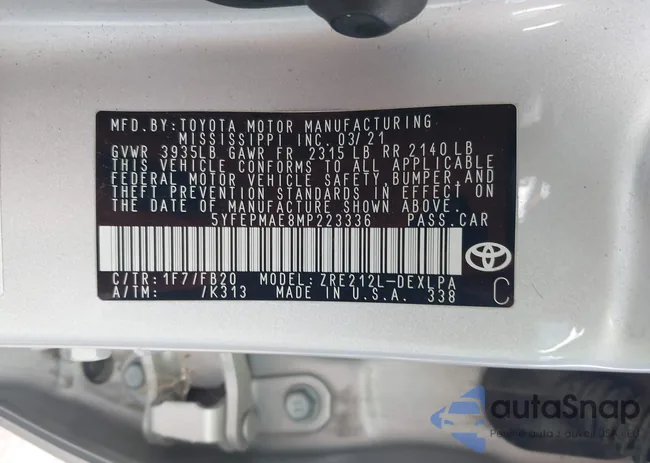 MFD.BY:TOYOTA MOTOR MANUFACTURING
MISSISSIPPI INC. 03/21
GVWR 3935LB GAWR FR 2315 LB RR 2140 LB
THIS VEHICLE CONFORMS TO ALL APPLICABLE
FEDERAL MOTOR VEHICLE SAFETY, BUMPER, AND
THEFT PREVENTION STANDARDS IN EFFECT
ON THE DATE OF MANUFACTURE SHOWN ABOVE.
5YFEPMAE8MP223336 PASS.CAR
C/TR: 1F7/FB20 MODEL: ZRE212L-DEXLPA
A/TM: /K313 MADE IN U.S.A. 338
C
autaSnap